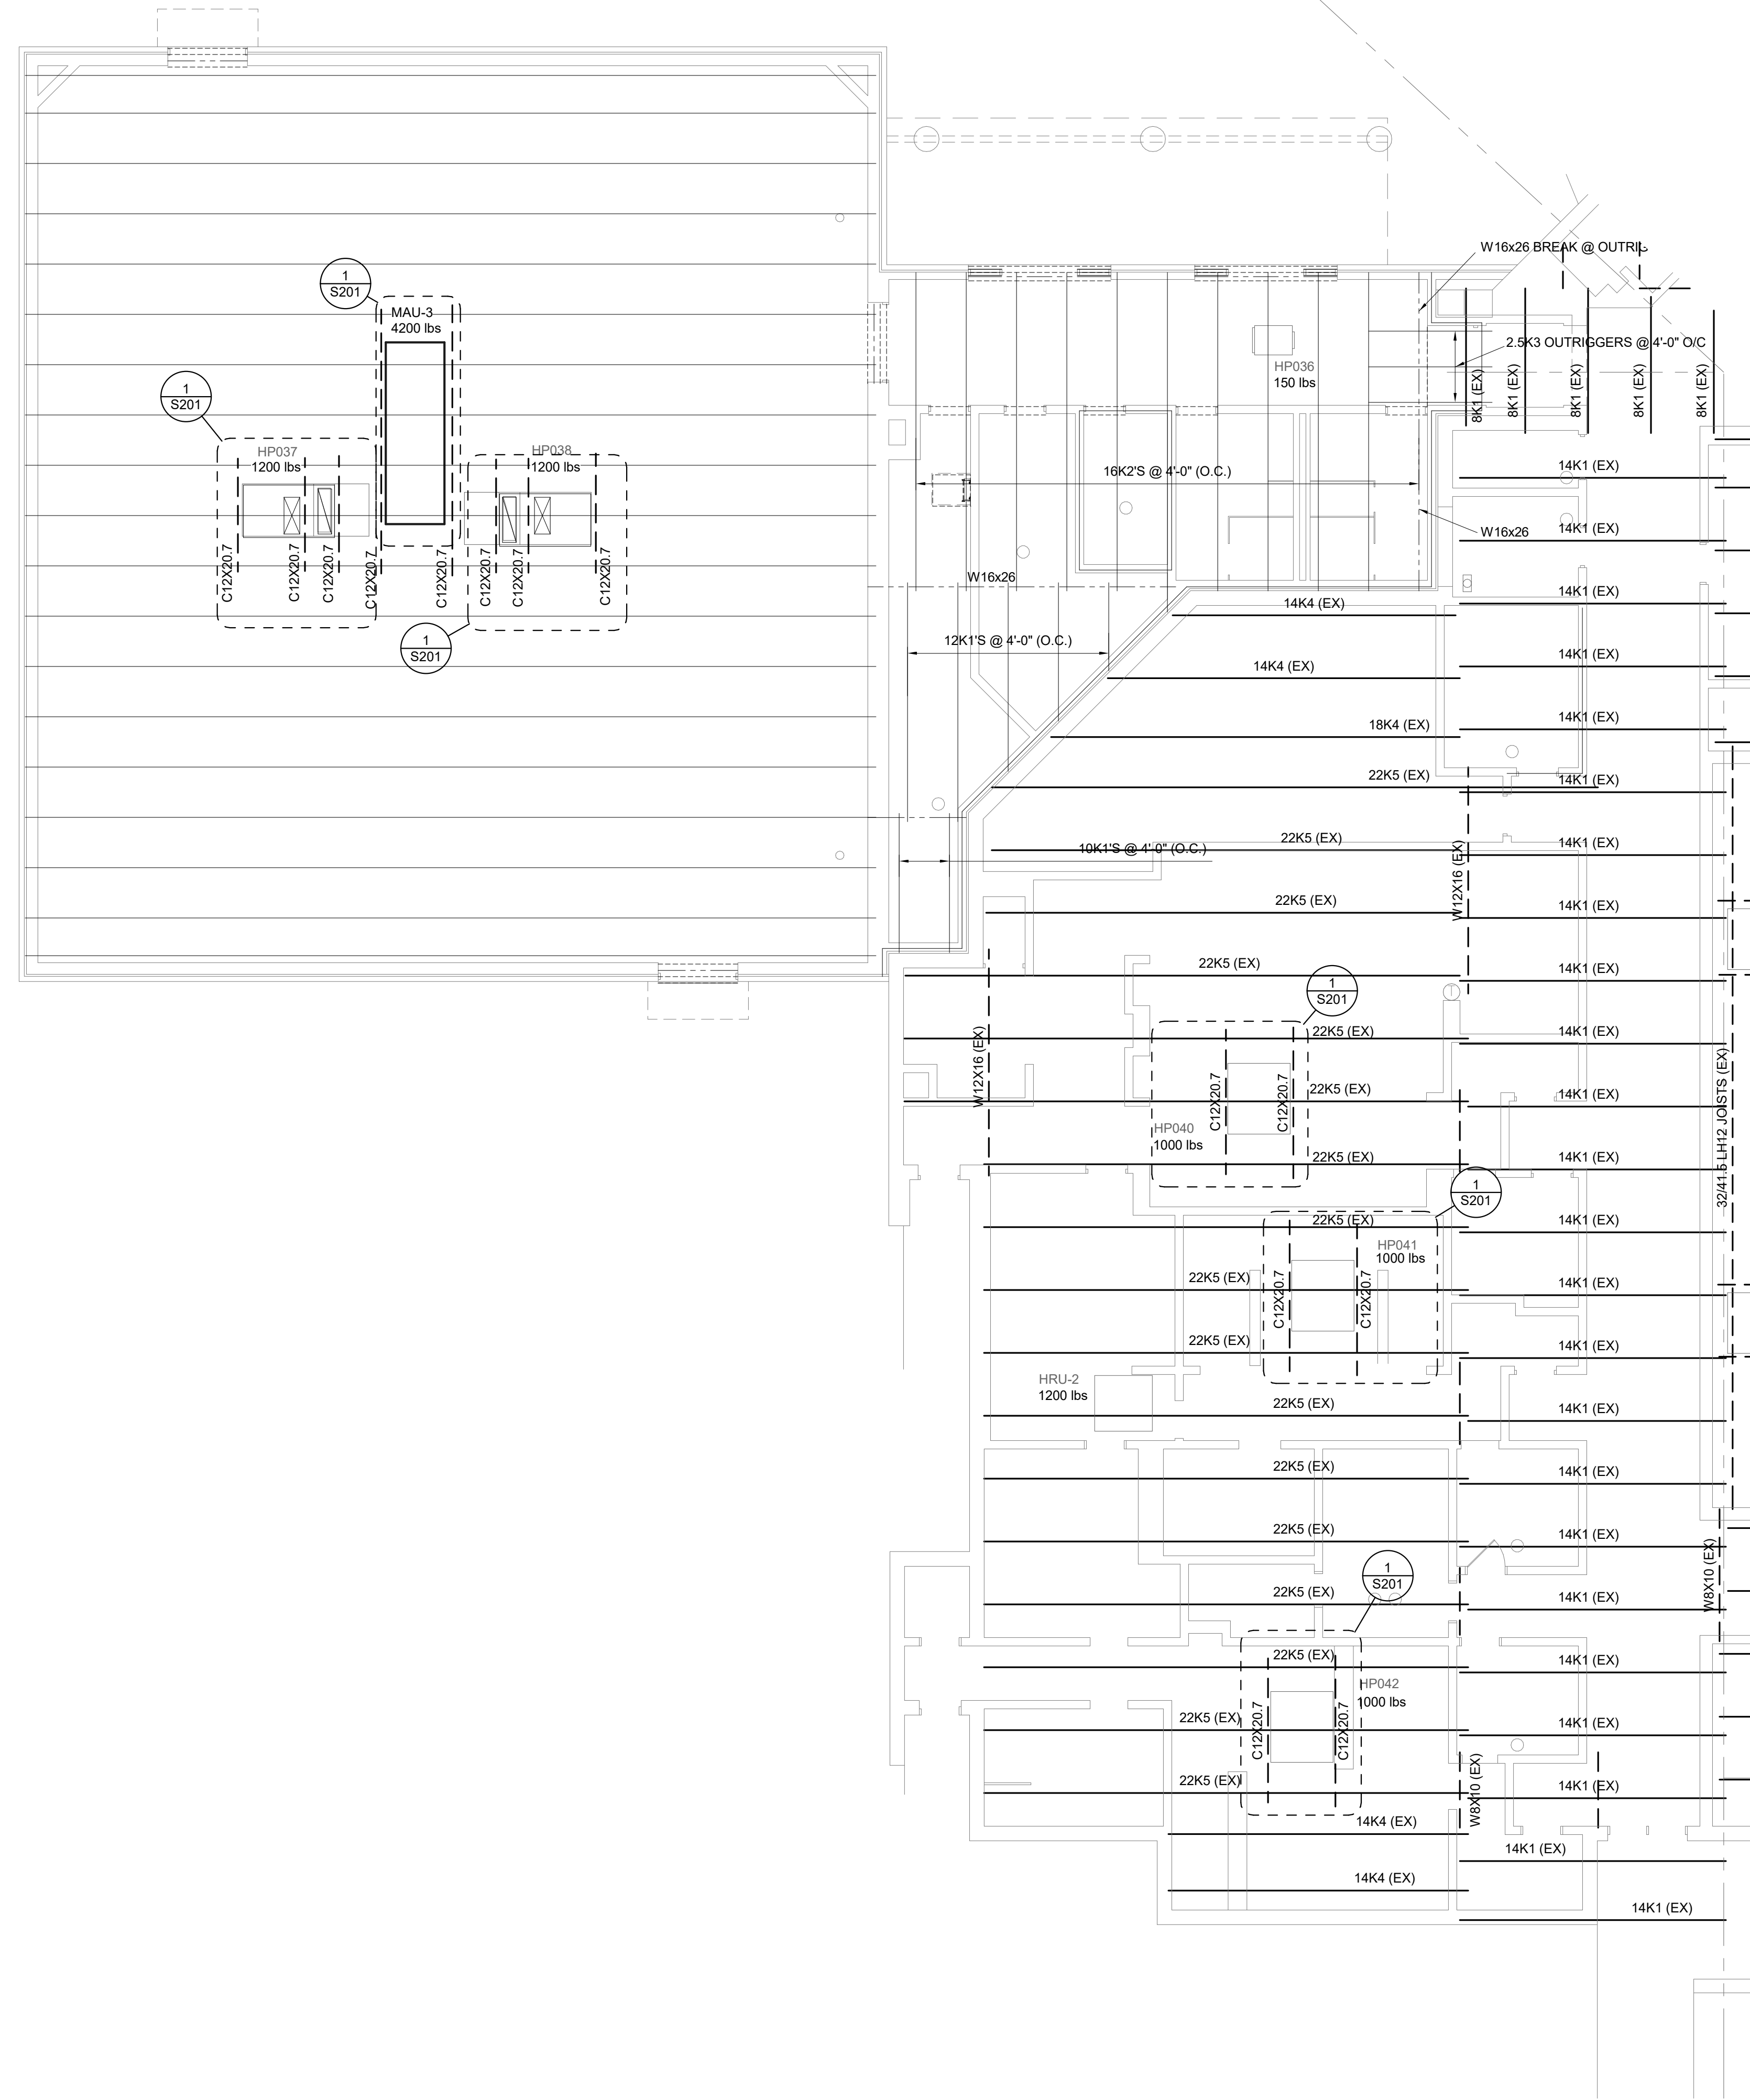 W16x26 BREAK @
1
S201
MAU-3
4200 lbs
2.5K3 OUTRIGGERS @ 4'-0" O/C
HP036
150 lbs
8K1 (EX)
8K1 (EX)
8K1 (EX)
8K1 (EX)
8K1 (EX)
1
S201
HP037
1200 lbs
HP038
1200 lbs
16K2'S @ 4'-0" (O.C.)
14K1 (EX)
W16x26
14K1 (EX)
C12X20.7
C12X20.7
C12X20.7
C12X20.7
C12X20.7
C12X20.7
C12X20.7
C12X20.7
W16x26
14K1 (EX)
14K4 (EX)
1
S201
12K1'S @ 4'-0" (O.C.)
14K4 (EX)
14K1 (EX)
18K4 (EX)
14K1 (EX)
22K5 (EX)
14K1 (EX)
22K5 (EX)
10K1'S @ 4'-0" (O.C.)
14K1 (EX)
W12X16 (EX)
22K5 (EX)
14K1 (EX)
22K5 (EX)
14K1 (EX)
1
S201
22K5 (EX)
14K1 (EX)
W12X16 (EX)
C12X20.7
C12X20.7
22K5 (EX)
14K1 (EX)
32/41.5 LH12 JOISTS (EX)
HP040
1000 lbs
22K5 (EX)
14K1 (EX)
1
S201
22K5 (EX)
14K1 (EX)
HP041
1000 lbs
22K5 (EX)
C12X20.7
C12X20.7
14K1 (EX)
22K5 (EX)
14K1 (EX)
HRU-2
1200 lbs
22K5 (EX)
14K1 (EX)
22K5 (EX)
14K1 (EX)
22K5 (EX)
14K1 (EX)
W8X10 (EX)
1
S201
22K5 (EX)
14K1 (EX)
22K5 (EX)
14K1 (EX)
HP042
1000 lbs
22K5 (EX)
C12X20.7
C12X20.7
14K1 (EX)
22K5 (EX)
W8X10 (EX)
14K1 (EX)
14K4 (EX)
14K1 (EX)
14K4 (EX)
14K1 (EX)